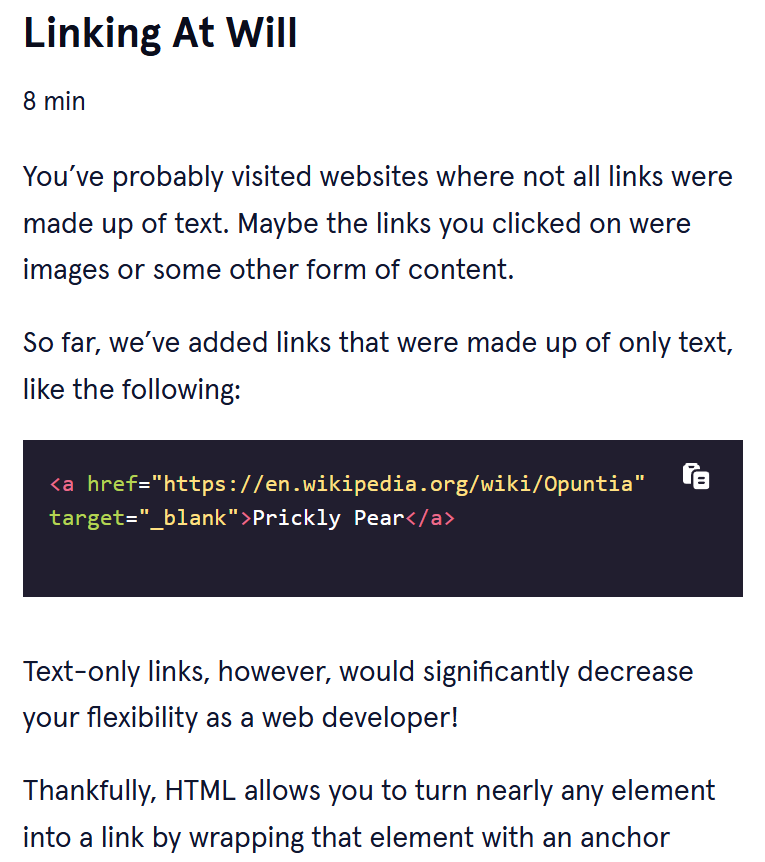 Linking At Will
8 min
You’ve probably visited websites where not all links were
made up of text. Maybe the links you clicked on were
images or some other form of content.
So far, we’ve added links that were made up of only text,
like the following:
<a href="https://en.wikipedia.org/wiki/Opuntia"
target="_blank">Prickly Pear</a>
Text-only links, however, would significantly decrease
your flexibility as a web developer!
Thankfully, HTML allows you to turn nearly any element
into a link by wrapping that element with an anchor